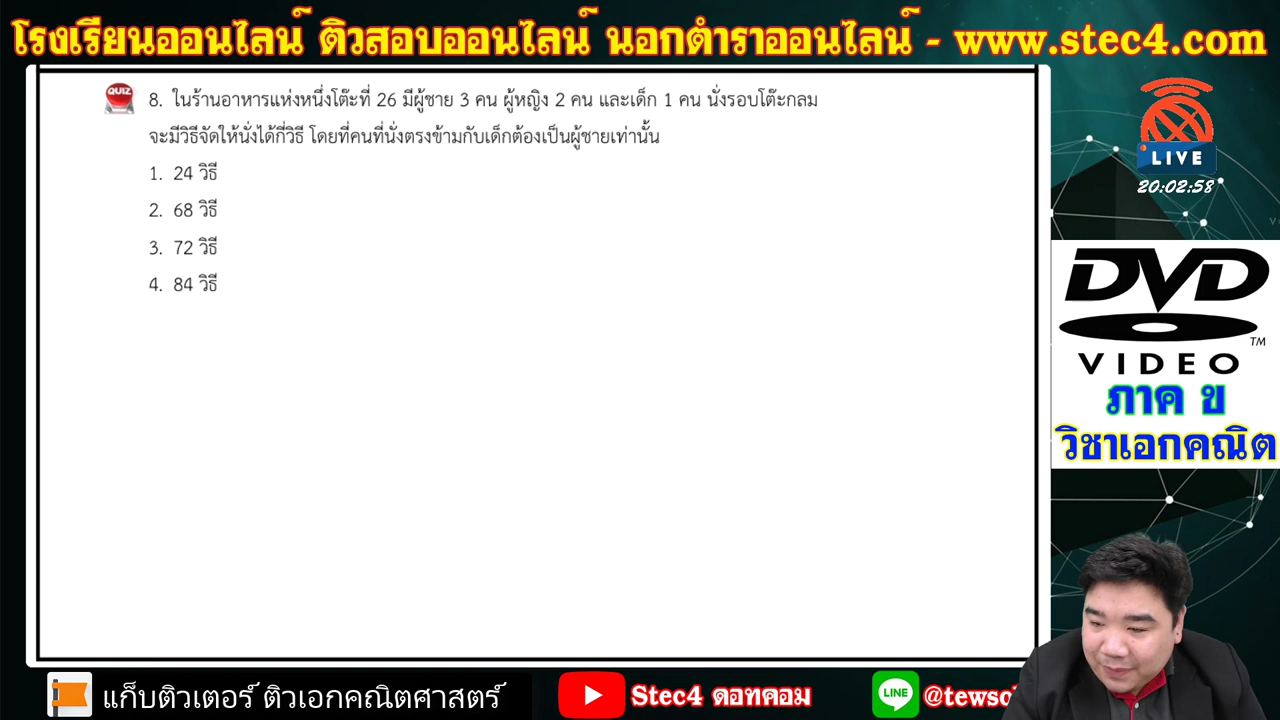 โรงเรียนออนไลน์ ติวสอบออนไลน์ นอกตำราออนไลน์ - www.stec4.com
QUIZ
8. ในร้านอาหารแห่งหนึ่งโต๊ะที่ 26 มีผู้ชาย 3 คน ผู้หญิง 2 คน และเด็ก 1 คน นั่งรอบโต๊ะกลม
จะมีวิธีจัดให้นั่งได้กี่วิธี โดยที่คนที่นั่งตรงข้ามกับเด็กต้องเป็นผู้ชายเท่านั้น
1. 24 วิธี
2. 68 วิธี
3. 72 วิธี
4. 84 วิธี
LIVE
20:02:58
DVD
TM
VIDEO
ภาค ข
วิชาเอกคณิต
แก็บติวเตอร์ ติวเอกคณิตศาสตร์
Stec4 ดอทคอม
LINE